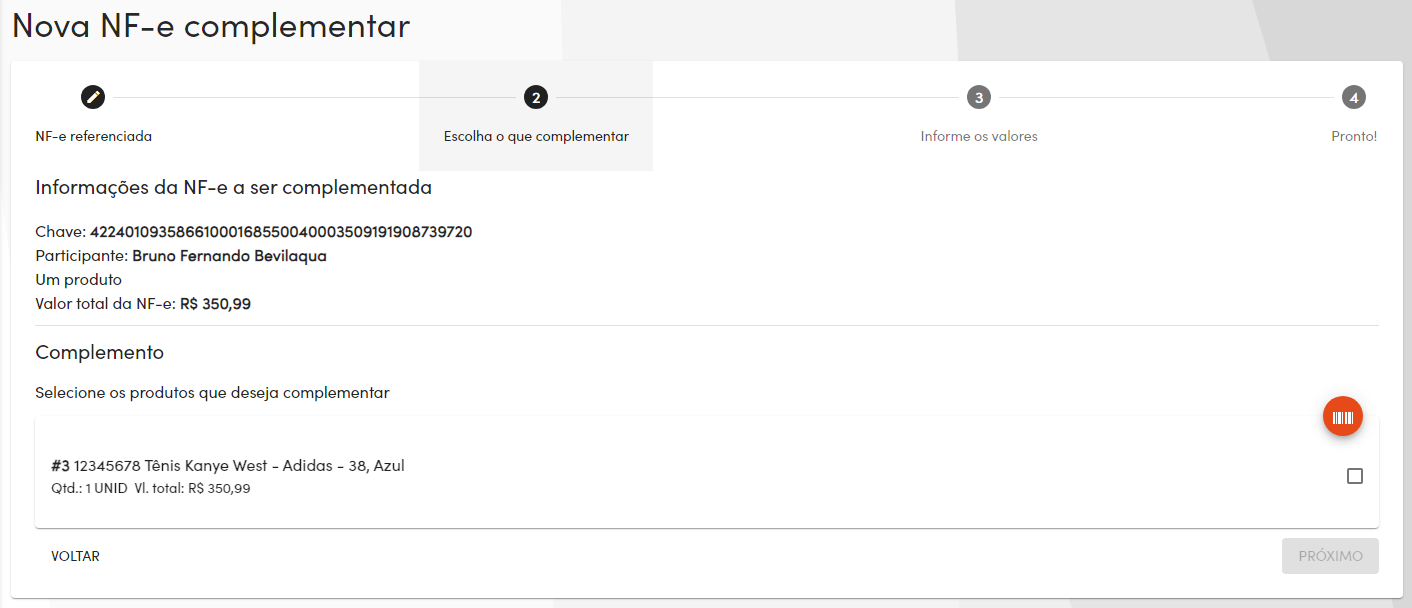 Nova NF-e complementar
2
3
4
NF-e referenciada
Escolha o que complementar
Informe os valores
Pronto!
Informações da NF-e a ser complementada
Chave: 42240109358661000168550040003509191908739720
Participante: Bruno Fernando Bevilaqua
Um produto
Valor total da NF-e: R$ 350,99
Complemento
Selecione os produtos que deseja complementar
#3 12345678 Tênis Kanye West - Adidas - 38, Azul
Qtd.: 1 UNID Vl. total: R$ 350,99
VOLTAR
PRÓXIMO